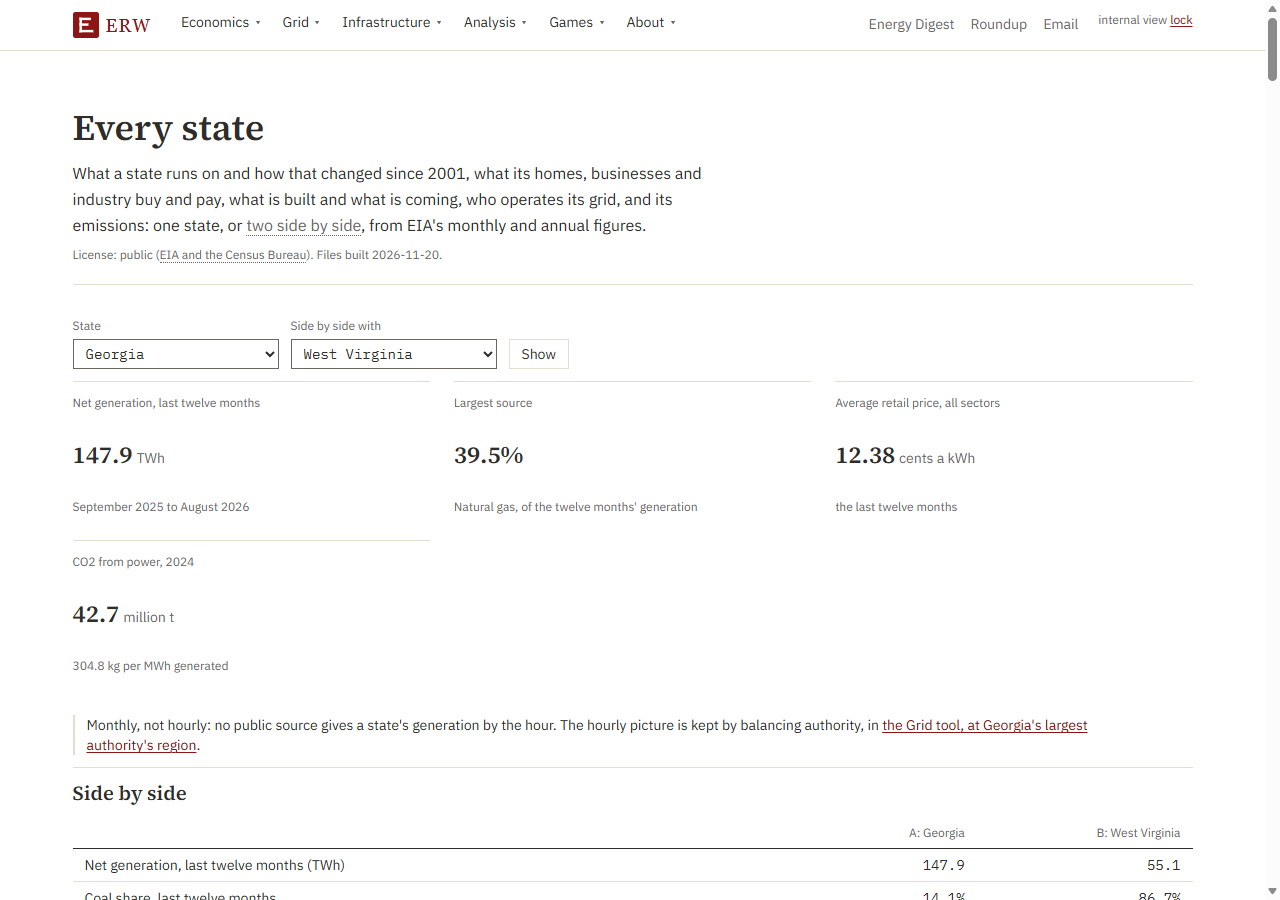 E ERW Economics Grid Infrastructure Analysis Games About Energy Digest Roundup Email internal view lock
Every state
What a state runs on and how that changed since 2001, what its homes, businesses and
industry buy and pay, what is built and what is coming, who operates its grid, and its
emissions: one state, or two side by side, from EIA's monthly and annual figures.
License: public (EIA and the Census Bureau). Files built 2026-11-20.
State Side by side with
Georgia West Virginia Show
Net generation, last twelve months Largest source Average retail price, all sectors
147.9 TWh 39.5% 12.38 cents a kWh
September 2025 to August 2026 Natural gas, of the twelve months' generation the last twelve months
CO2 from power, 2024
42.7 million t
304.8 kg per MWh generated
Monthly, not hourly: no public source gives a state's generation by the hour. The hourly picture is kept by balancing authority, in the Grid tool, at Georgia's largest
authority's region.
Side by side
A: Georgia B: West Virginia
Net generation, last twelve months (TWh) 147.9 55.1
Coal share, last twelve months 14.1% 86.7%